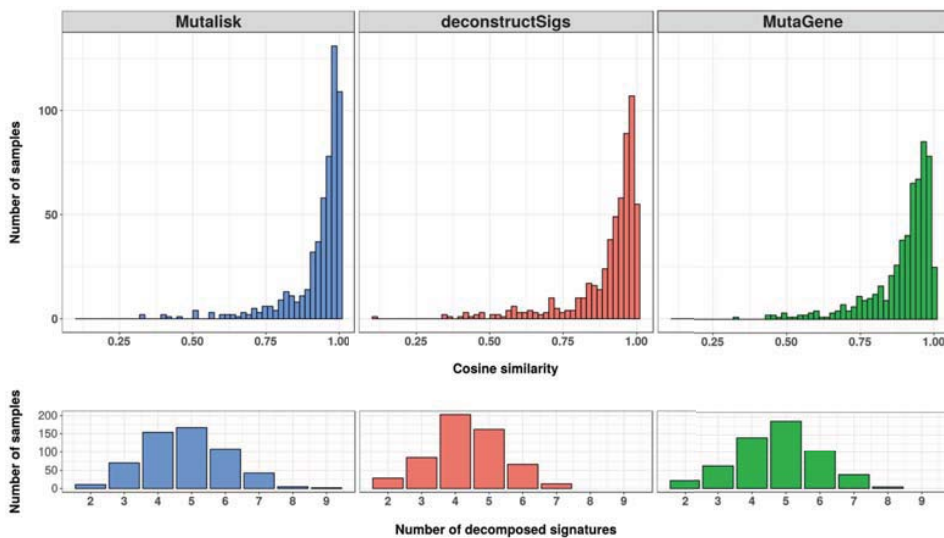 Mutalisk deconstructSigs MutaGene
Number of samples
100
50
0
0.25 0.50 0.75 1.00 0.25 0.50 0.75 1.00 0.25 0.50 0.75 1.00
Cosine similarity
Number of samples
200
150
100
50
0
2 3 4 5 6 7 8 9 2 3 4 5 6 7 8 9 2 3 4 5 6 7 8 9
Number of decomposed signatures